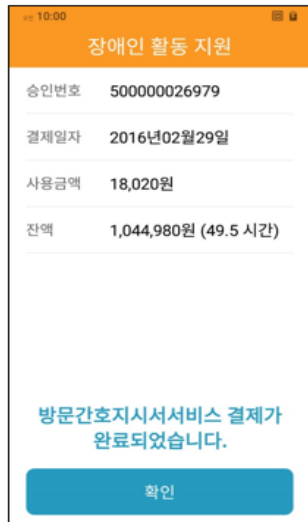 오전 10:00
장애인 활동 지원
승인번호 500000026979
결제일자 2016년02월29일
사용금액 18,020원
잔액 1,044,980원 (49.5 시간)
방문간호지시서서비스 결제가
완료되었습니다.
확인